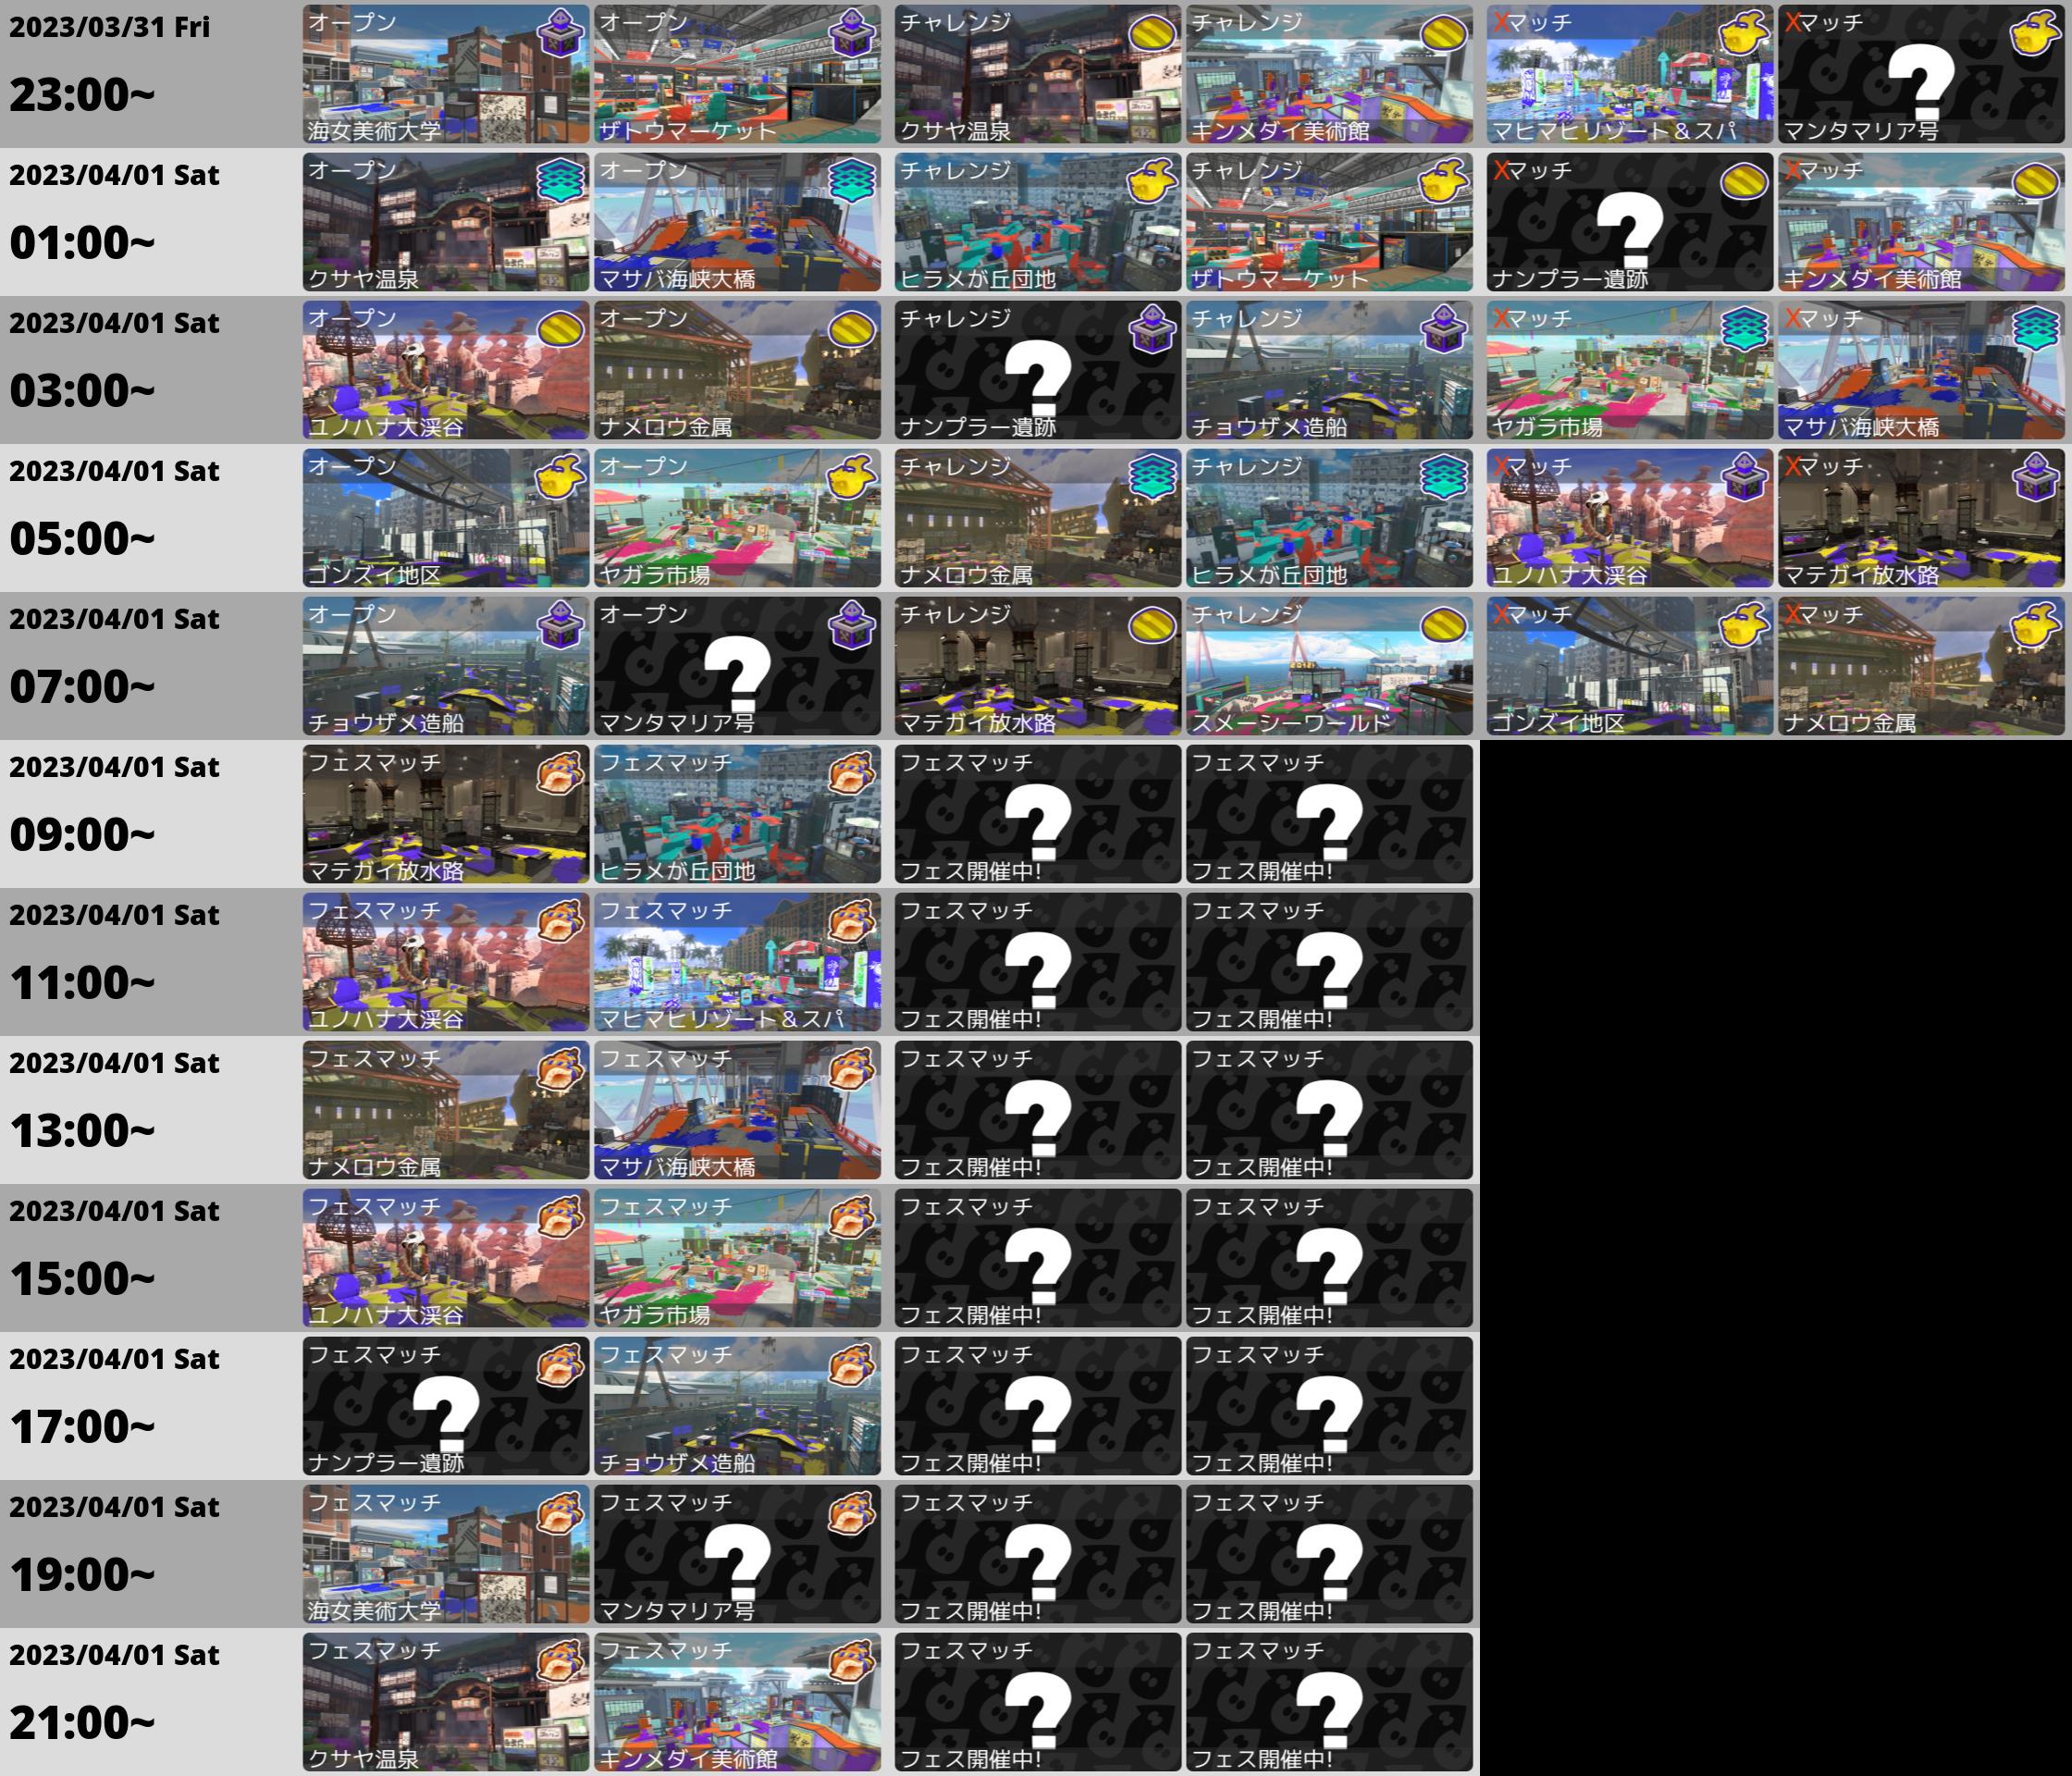 2023/03/31 Fri
23:00~
オープン
海女美術大学
オープン
ザトウマーケット
チャレンジ
クサヤ温泉
チャレンジ
キンメダイ美術館
Xマッチ
マヒマヒリゾート＆スパ
Xマッチ
?
マンタマリア号
2023/04/01 Sat
01:00~
オープン
クサヤ温泉
オープン
マサバ海峡大橋
チャレンジ
ヒラメが丘団地
チャレンジ
ザトウマーケット
Xマッチ
?
ナンプラー遺跡
Xマッチ
キンメダイ美術館
2023/04/01 Sat
03:00~
オープン
ユノハナ大渓谷
オープン
ナメロウ金属
チャレンジ
?
ナンプラー遺跡
チャレンジ
チョウザメ造船
Xマッチ
ヤガラ市場
Xマッチ
マサバ海峡大橋
2023/04/01 Sat
05:00~
オープン
ゴンズイ地区
オープン
ヤガラ市場
チャレンジ
ナメロウ金属
チャレンジ
ヒラメが丘団地
Xマッチ
ユノハナ大渓谷
Xマッチ
マテガイ放水路
2023/04/01 Sat
07:00~
オープン
チョウザメ造船
オープン
?
マンタマリア号
チャレンジ
マテガイ放水路
チャレンジ
スメーシーワールド
Xマッチ
ゴンズイ地区
Xマッチ
ナメロウ金属
2023/04/01 Sat
09:00~
フェスマッチ
マテガイ放水路
フェスマッチ
ヒラメが丘団地
フェスマッチ
?
フェス開催中!
フェスマッチ
?
フェス開催中!
2023/04/01 Sat
11:00~
フェスマッチ
ユノハナ大渓谷
フェスマッチ
マヒマヒリゾート＆スパ
フェスマッチ
?
フェス開催中!
フェスマッチ
?
フェス開催中!
2023/04/01 Sat
13:00~
フェスマッチ
ナメロウ金属
フェスマッチ
マサバ海峡大橋
フェスマッチ
?
フェス開催中!
フェスマッチ
?
フェス開催中!
2023/04/01 Sat
15:00~
フェスマッチ
ユノハナ大渓谷
フェスマッチ
ヤガラ市場
フェスマッチ
?
フェス開催中!
フェスマッチ
?
フェス開催中!
2023/04/01 Sat
17:00~
フェスマッチ
?
ナンプラー遺跡
フェスマッチ
チョウザメ造船
フェスマッチ
?
フェス開催中!
フェスマッチ
?
フェス開催中!
2023/04/01 Sat
19:00~
フェスマッチ
海女美術大学
フェスマッチ
?
マンタマリア号
フェスマッチ
?
フェス開催中!
フェスマッチ
?
フェス開催中!
2023/04/01 Sat
21:00~
フェスマッチ
クサヤ温泉
フェスマッチ
キンメダイ美術館
フェスマッチ
?
フェス開催中!
フェスマッチ
?
フェス開催中!